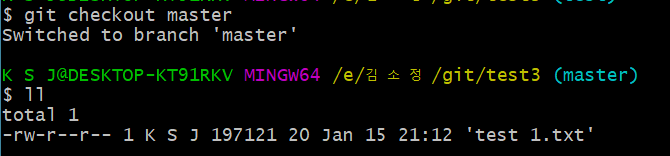 $ git checkout master
Switched to branch 'master'
K S J@DESKTOP-KT91RKV MINGW64 /e/김 소 정 /git/test3 (master)
$ ll
total 1
-rw-r--r-- 1 K S J 197121 20 Jan 15 21:12 'test 1.txt'